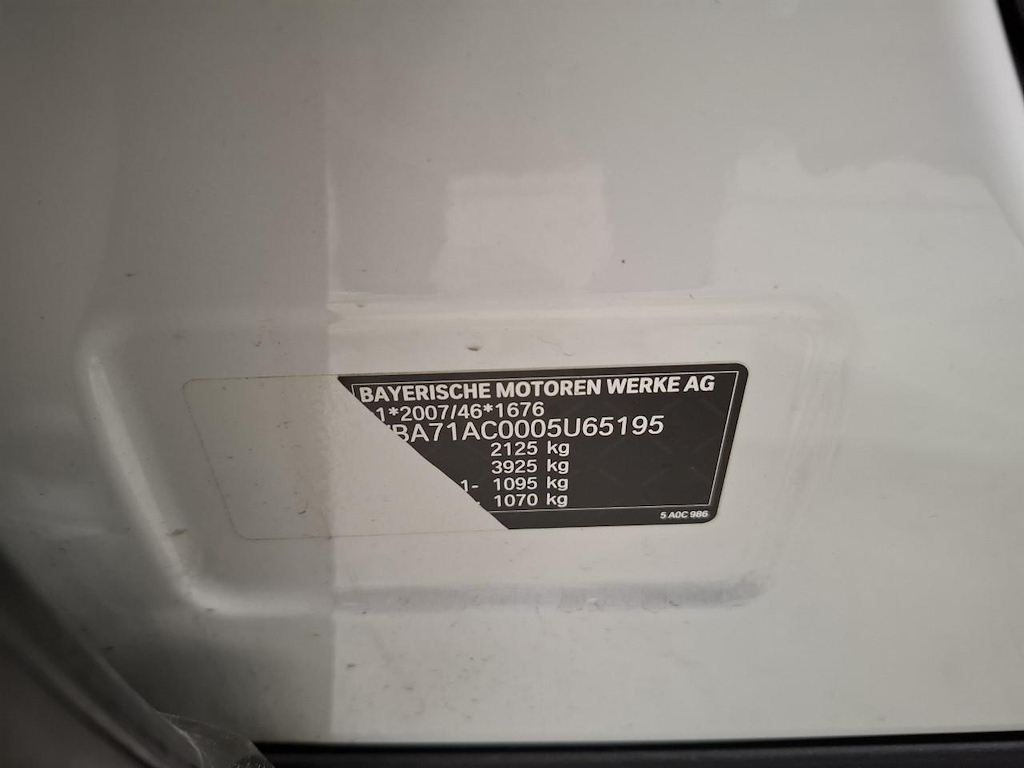 BAYERISCHE MOTOREN WERKE AG
1*2007/46*1676
BA71AC0005U65195
2125 kg
3925 kg
1- 1095 kg
1070 kg
5 A0C 986